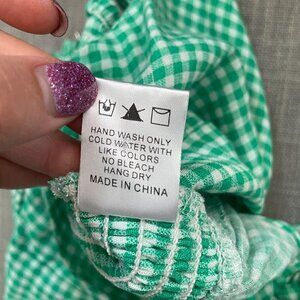 HAND WASH ONLY
COLD WATER WITH
LIKE COLORS
NO BLEACH
HANG DRY
MADE IN CHINA